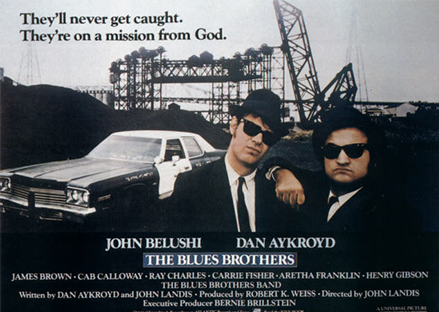 They'll never get caught.
They're on a mission from God.
JOHN BELUSHI DAN AYKROYD
THE BLUES BROTHERS
JAMES BROWN · CAB CALLOWAY · RAY CHARLES · CARRIE FISHER · ARETHA FRANKLIN · HENRY GIBSON
THE BLUES BROTHERS BAND
Written by DAN AYKROYD and JOHN LANDIS · Produced by ROBERT K. WEISS · Directed by JOHN LANDIS
Executive Producer BERNIE BRILLSTEIN
A UNIVERSAL PICTURE